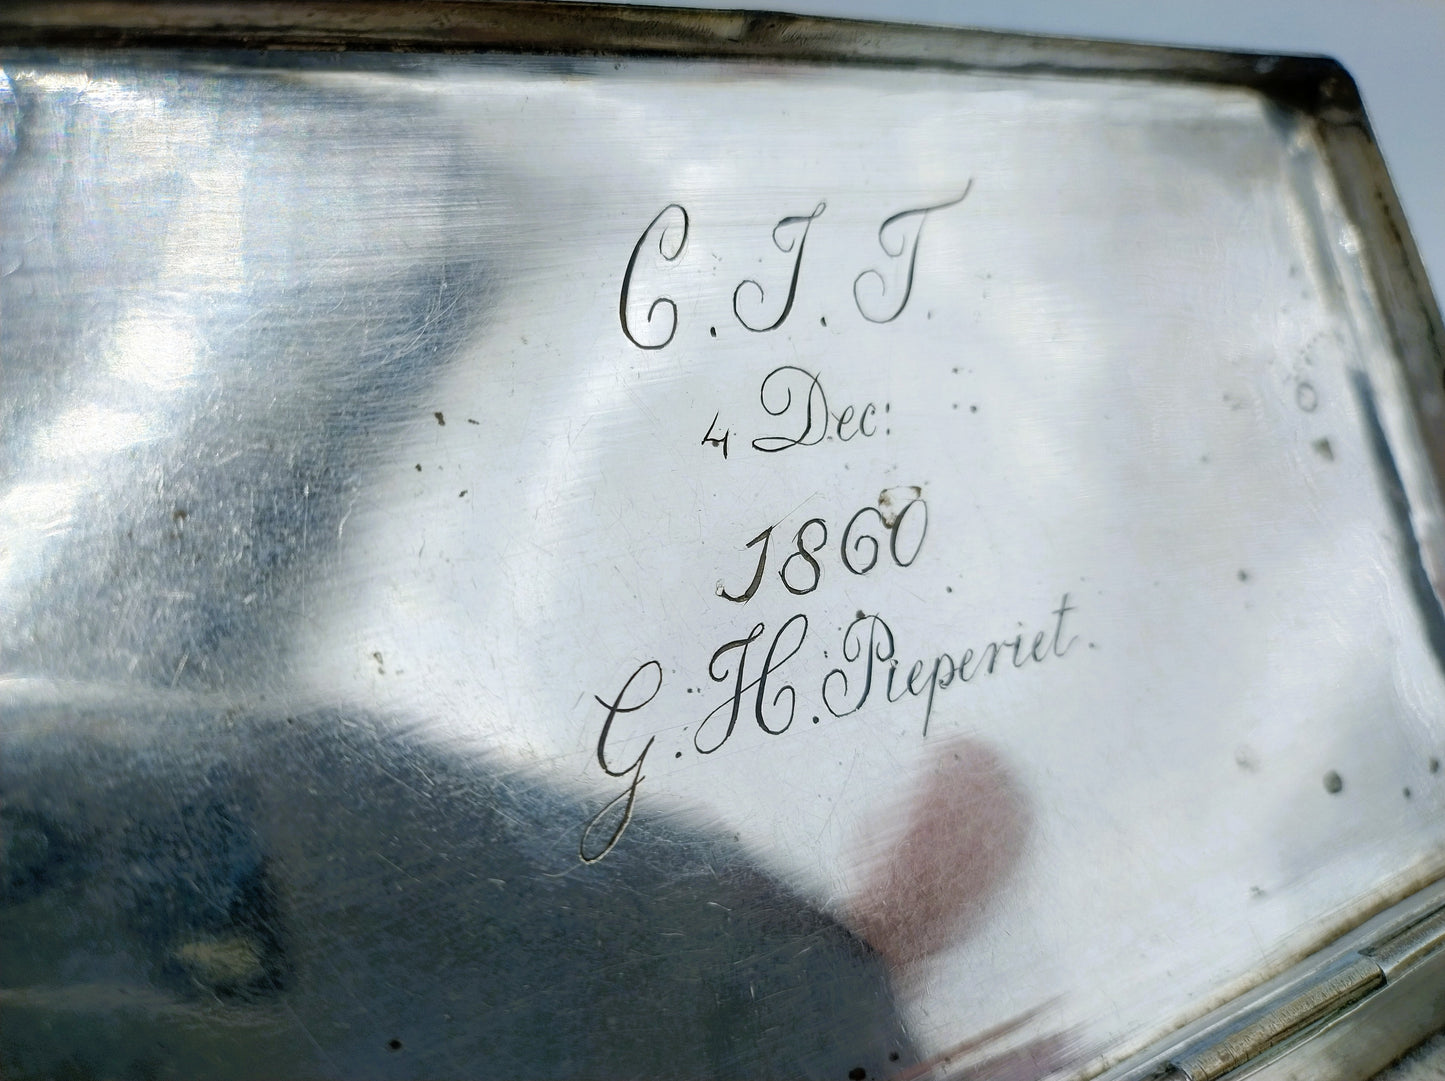 C. J. T.
4 Dec:
1860
G. H. Pieperiet.